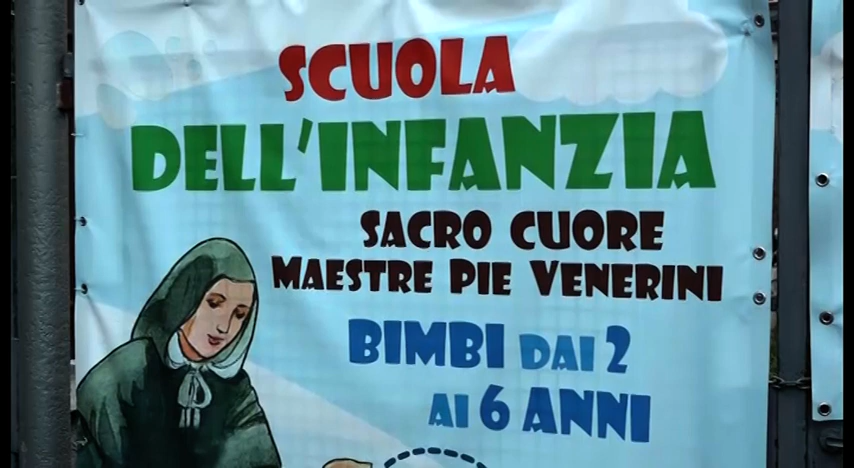 SCUOLA
DELL'INFANZIA
SACRO CUORE
MAESTRE PIE VENERINI
BIMBI DAI 2
AI 6 ANNI